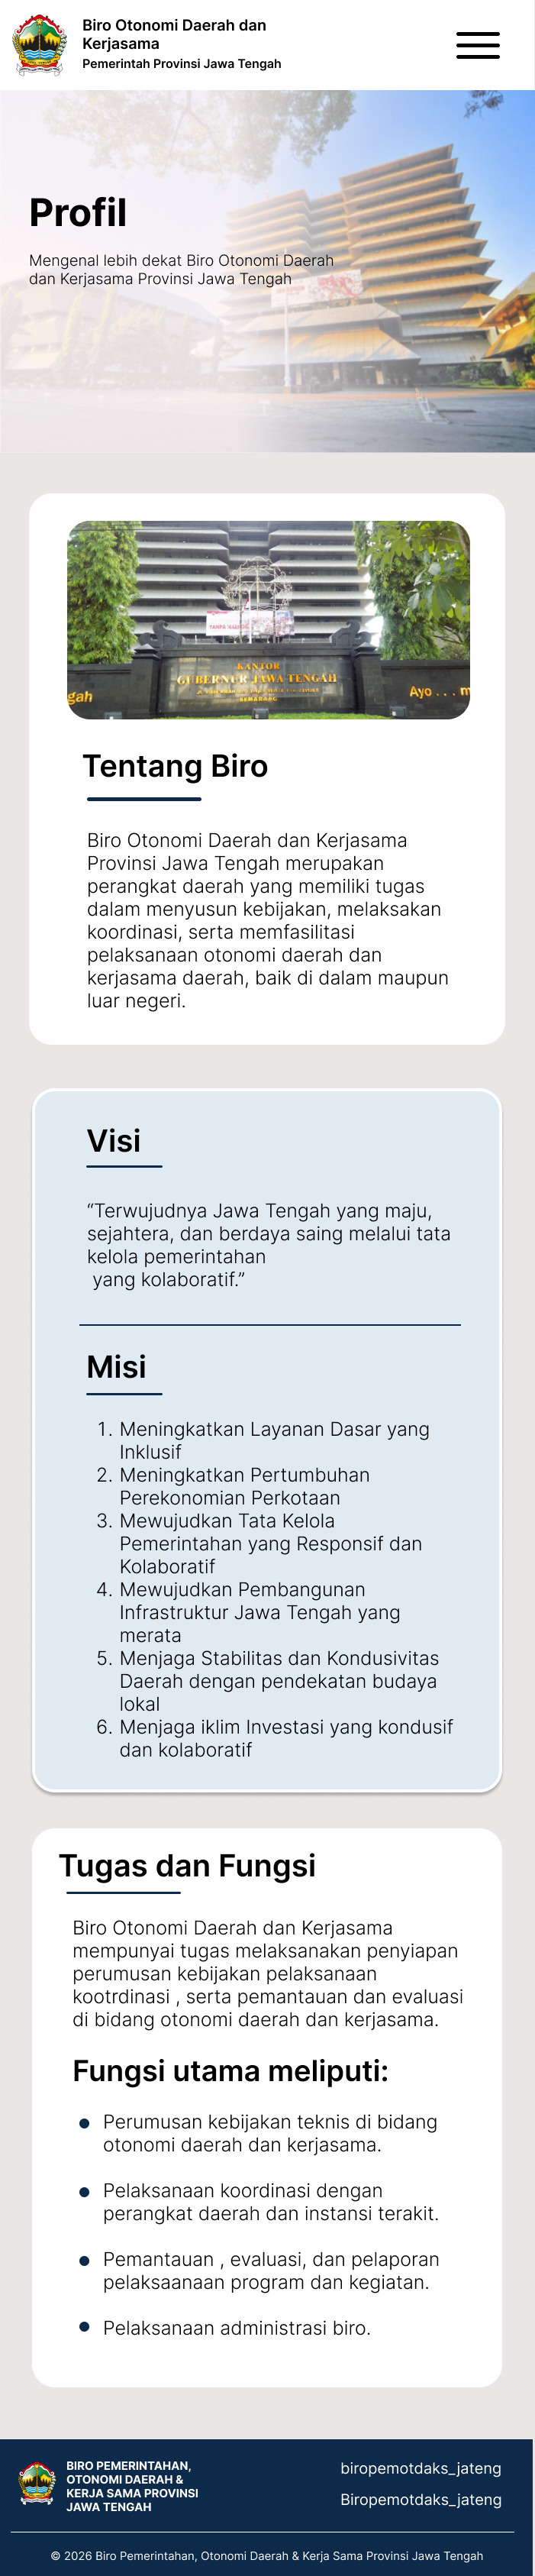 Biro Otonomi Daerah dan
Kerjasama
Pemerintah Provinsi Jawa Tengah
Profil
Mengenal lebih dekat Biro Otonomi Daerah
dan Kerjasama Provinsi Jawa Tengah
KANTOR
GUBERNUR JAWA TENGAH
SEMARANG
gah
Ayo . . . m
Tentang Biro
Biro Otonomi Daerah dan Kerjasama
Provinsi Jawa Tengah merupakan
perangkat daerah yang memiliki tugas
dalam menyusun kebijakan, melaksakan
koordinasi, serta memfasilitasi
pelaksanaan otonomi daerah dan
kerjasama daerah, baik di dalam maupun
luar negeri.
Visi
“Terwujudnya Jawa Tengah yang maju,
sejahtera, dan berdaya saing melalui tata
kelola pemerintahan
yang kolaboratif.”
Misi
1. Meningkatkan Layanan Dasar yang
Inklusif
2. Meningkatkan Pertumbuhan
Perekonomian Perkotaan
3. Mewujudkan Tata Kelola
Pemerintahan yang Responsif dan
Kolaboratif
4. Mewujudkan Pembangunan
Infrastruktur Jawa Tengah yang
merata
5. Menjaga Stabilitas dan Kondusivitas
Daerah dengan pendekatan budaya
lokal
6. Menjaga iklim Investasi yang kondusif
dan kolaboratif
Tugas dan Fungsi
Biro Otonomi Daerah dan Kerjasama
mempunyai tugas melaksanakan penyiapan
perumusan kebijakan pelaksanaan
kootrdinasi , serta pemantauan dan evaluasi
di bidang otonomi daerah dan kerjasama.
Fungsi utama meliputi:
Perumusan kebijakan teknis di bidang
otonomi daerah dan kerjasama.
Pelaksanaan koordinasi dengan
perangkat daerah dan instansi terakit.
Pemantauan , evaluasi, dan pelaporan
pelaksaanaan program dan kegiatan.
Pelaksanaan administrasi biro.
BIRO PEMERINTAHAN,
OTONOMI DAERAH &
KERJA SAMA PROVINSI
JAWA TENGAH
biropemotdaks_jateng
Biropemotdaks_jateng
© 2026 Biro Pemerintahan, Otonomi Daerah & Kerja Sama Provinsi Jawa Tengah